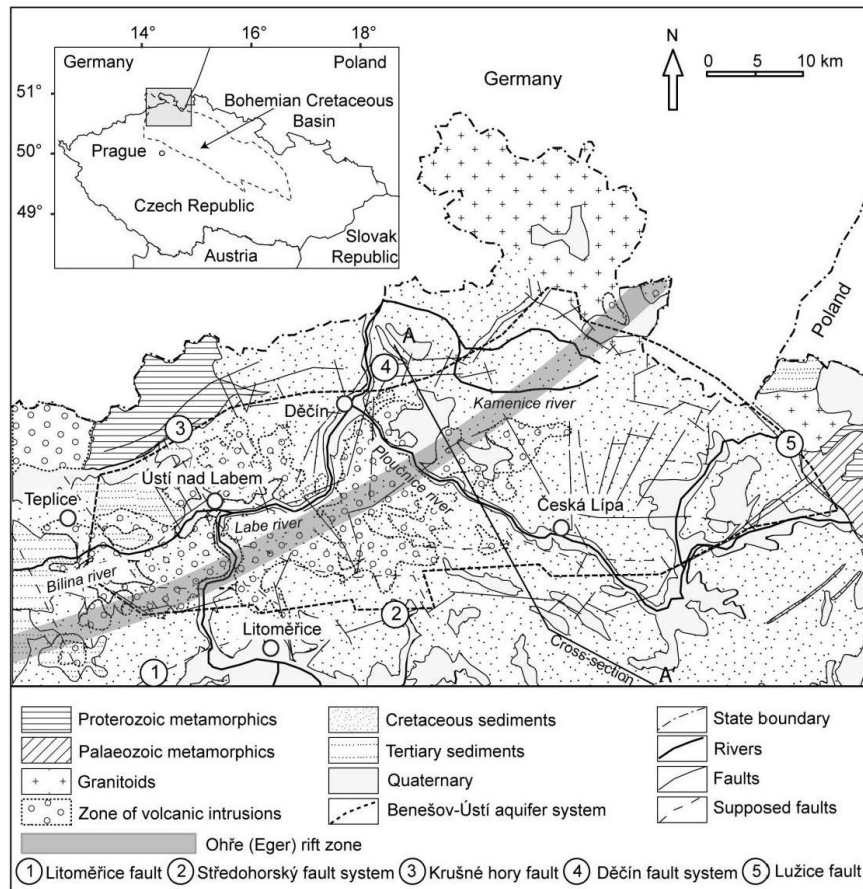 14° 16° 18°
Germany Poland
51°
Bohemian Cretaceous
Basin
50°
Prague
Czech Republic
49°
Slovak
Republic
Austria
N
0 5 10 km
Germany
Poland
A
4
Děčín
Kamenice river
3
5
Ploučnice river
Ústí nad Labem
Teplice
Labe river
Česká Lípa
Bílina river
2
Litoměřice
1
Cross-section
A'
Proterozoic metamorphics
Palaeozoic metamorphics
Granitoids
Zone of volcanic intrusions
Cretaceous sediments
Tertiary sediments
Quaternary
Benešov-Ústí aquifer system
State boundary
Rivers
Faults
Supposed faults
Ohře (Eger) rift zone
1 Litoměřice fault 2 Středohorský fault system 3 Krušné hory fault 4 Děčín fault system 5 Lužice fault